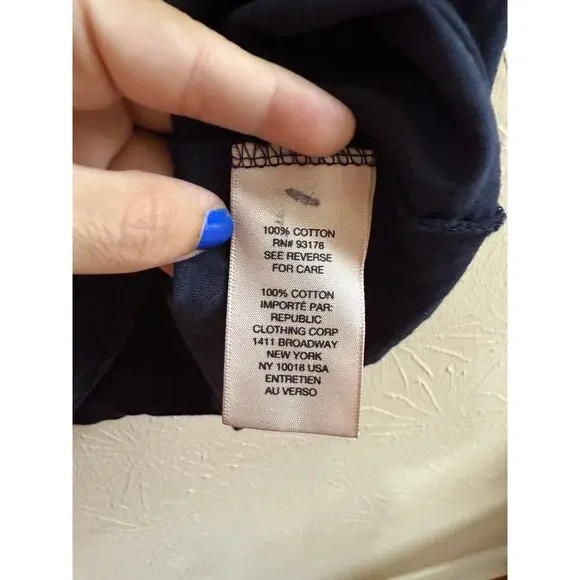 100% COTTON
RN# 93178
SEE REVERSE
FOR CARE
100% COTTON
IMPORTÉ PAR:
REPUBLIC
CLOTHING CORP
1411 BROADWAY
NEW YORK
NY 10018 USA
ENTRETIEN
AU VERSO